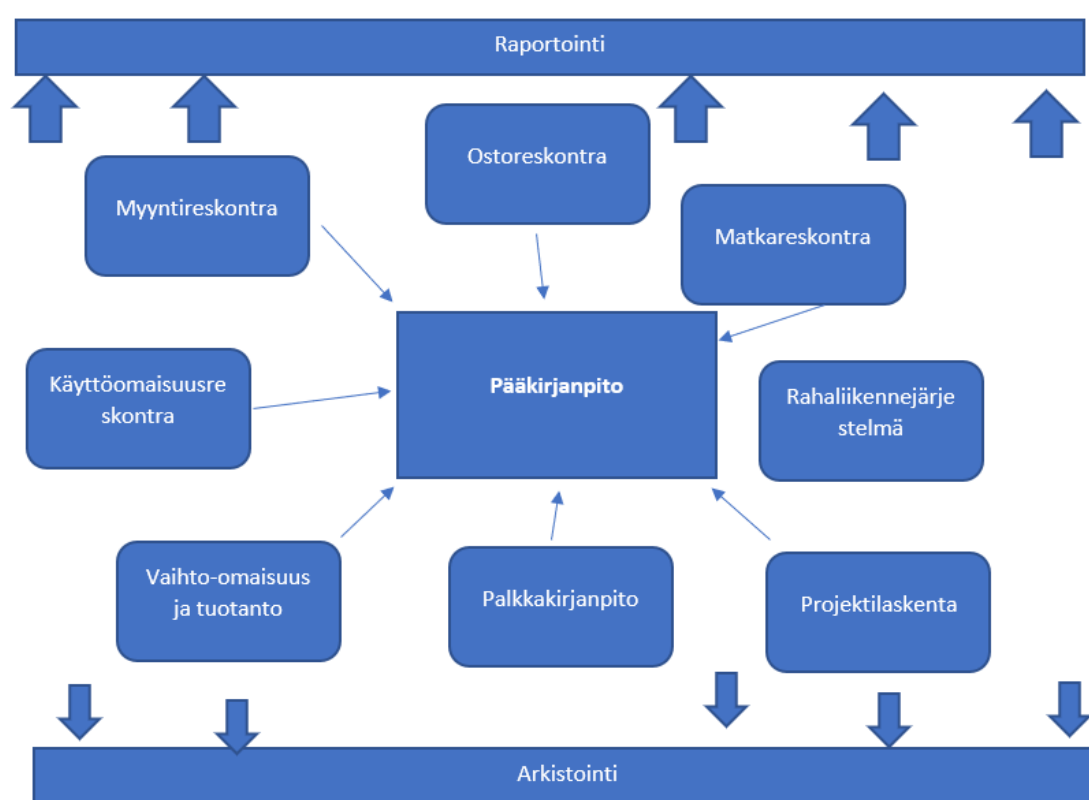 Raportointi
Ostoreskontra
Myyntireskontra
Matkareskontra
Käyttöomaisuusre
skontra
Pääkirjanpito
Rahaliikennejärje
stelmä
Vaihto-omaisuus
ja tuotanto
Palkkakirjanpito
Projektilaskenta
Arkistointi